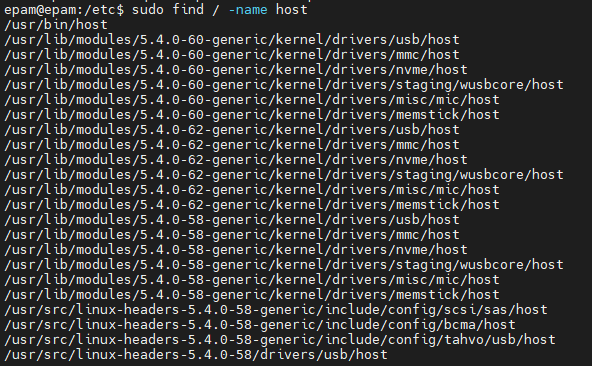 epam@epam:/etc$ sudo find / -name host
/usr/bin/host
/usr/lib/modules/5.4.0-60-generic/kernel/drivers/usb/host
/usr/lib/modules/5.4.0-60-generic/kernel/drivers/mmc/host
/usr/lib/modules/5.4.0-60-generic/kernel/drivers/nvme/host
/usr/lib/modules/5.4.0-60-generic/kernel/drivers/staging/wusbcore/host
/usr/lib/modules/5.4.0-60-generic/kernel/drivers/misc/mic/host
/usr/lib/modules/5.4.0-60-generic/kernel/drivers/memstick/host
/usr/lib/modules/5.4.0-62-generic/kernel/drivers/usb/host
/usr/lib/modules/5.4.0-62-generic/kernel/drivers/mmc/host
/usr/lib/modules/5.4.0-62-generic/kernel/drivers/nvme/host
/usr/lib/modules/5.4.0-62-generic/kernel/drivers/staging/wusbcore/host
/usr/lib/modules/5.4.0-62-generic/kernel/drivers/misc/mic/host
/usr/lib/modules/5.4.0-62-generic/kernel/drivers/memstick/host
/usr/lib/modules/5.4.0-58-generic/kernel/drivers/usb/host
/usr/lib/modules/5.4.0-58-generic/kernel/drivers/mmc/host
/usr/lib/modules/5.4.0-58-generic/kernel/drivers/nvme/host
/usr/lib/modules/5.4.0-58-generic/kernel/drivers/staging/wusbcore/host
/usr/lib/modules/5.4.0-58-generic/kernel/drivers/misc/mic/host
/usr/lib/modules/5.4.0-58-generic/kernel/drivers/memstick/host
/usr/src/linux-headers-5.4.0-58-generic/include/config/scsi/sas/host
/usr/src/linux-headers-5.4.0-58-generic/include/config/bcma/host
/usr/src/linux-headers-5.4.0-58-generic/include/config/tahvo/usb/host
/usr/src/linux-headers-5.4.0-58/drivers/usb/host